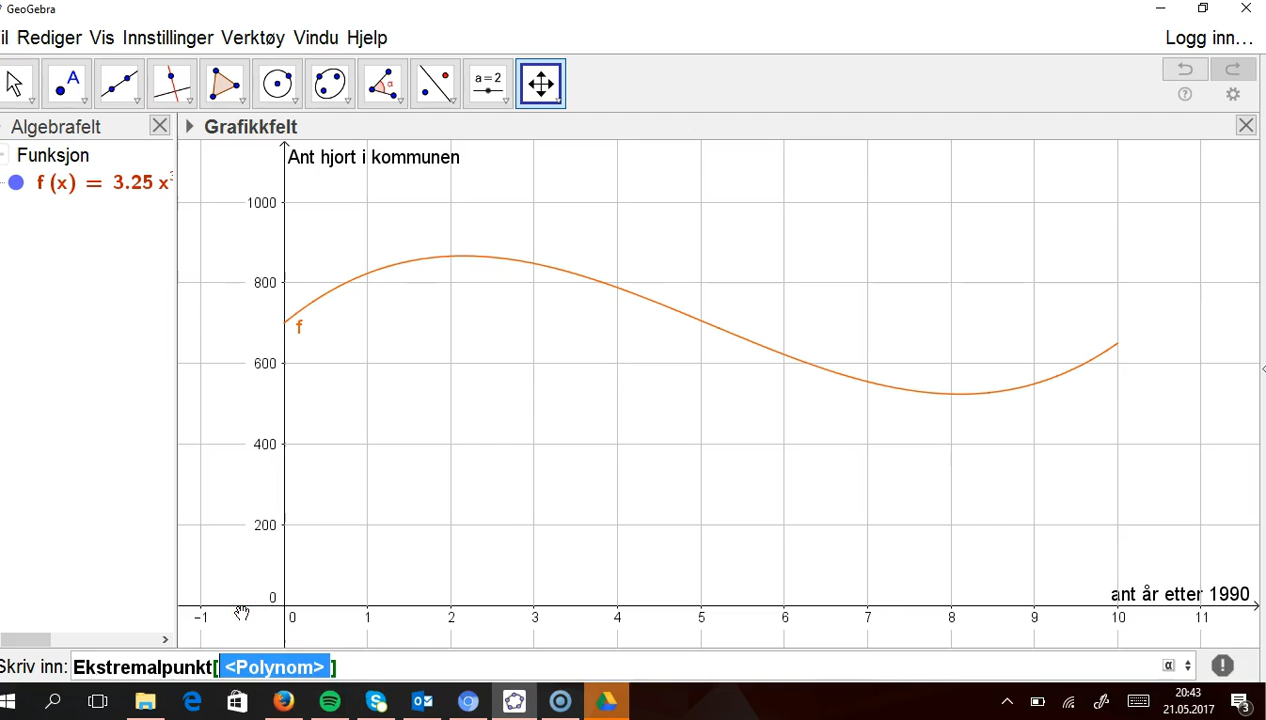 GeoGebra
il Rediger Vis Innstillinger Verktøy Vindu Hjelp Logg inn...
A α a=2
Algebrafelt Grafikkfelt
Funksjon
f (x) = 3.25 x³
Ant hjort i kommunen
1000
800
600
400
200
0
f
ant år etter 1990
−1 0 1 2 3 4 5 6 7 8 9 10 11
Skriv inn: Ekstremalpunkt[ <Polynom> ] α
20:43
21.05.2017
3